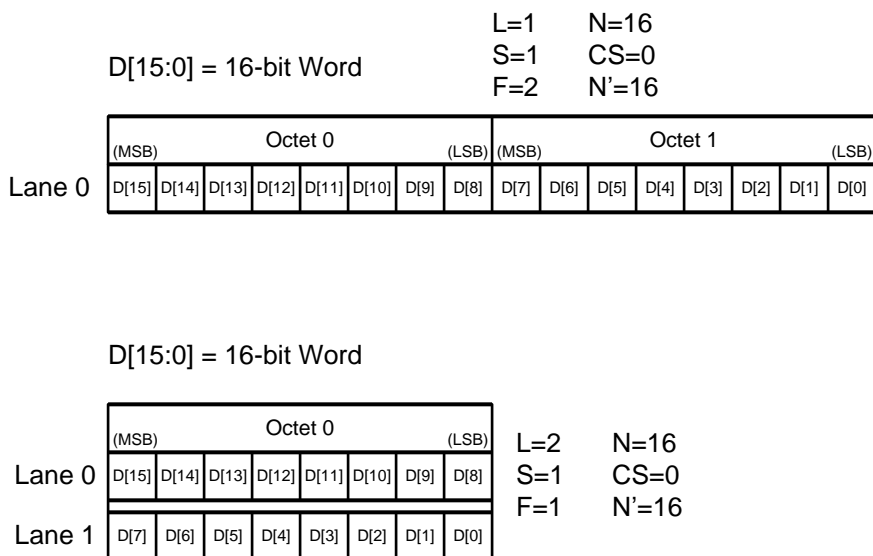 L=1 N=16
D[15:0] = 16-bit Word S=1 CS=0
F=2 N'=16
(MSB) Octet 0 (LSB) (MSB) Octet 1 (LSB)
Lane 0 D[15] D[14] D[13] D[12] D[11] D[10] D[9] D[8] D[7] D[6] D[5] D[4] D[3] D[2] D[1] D[0]
D[15:0] = 16-bit Word
(MSB) Octet 0 (LSB)
L=2 N=16
Lane 0 D[15] D[14] D[13] D[12] D[11] D[10] D[9] D[8] S=1 CS=0
F=1 N'=16
Lane 1 D[7] D[6] D[5] D[4] D[3] D[2] D[1] D[0]